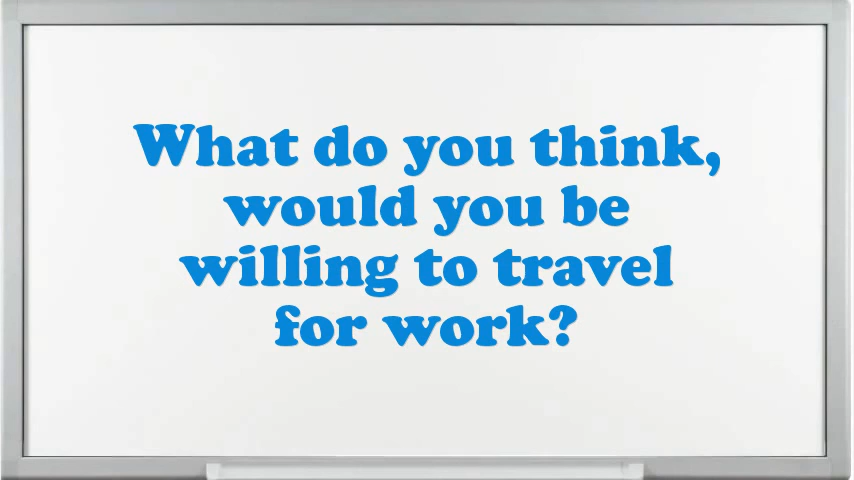 What do you think,
would you be
willing to travel
for work?